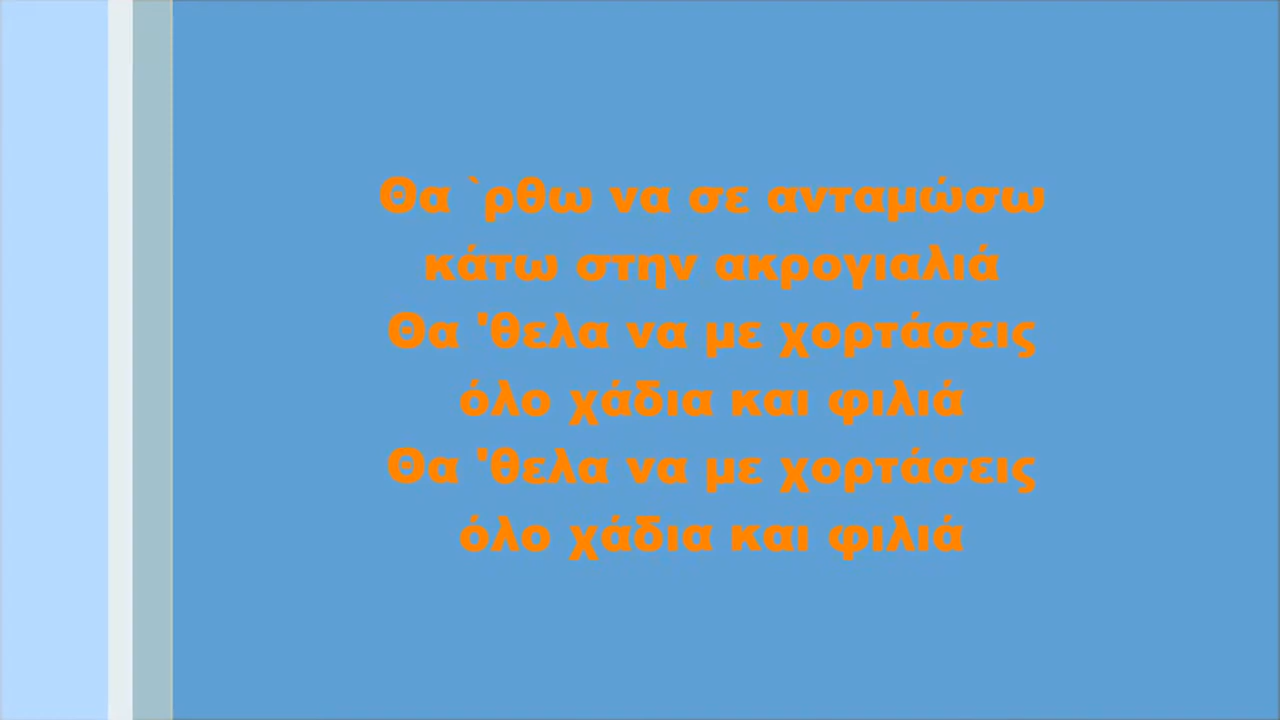 Θα `ρθω να σε ανταμώσω
κάτω στην ακρογιαλιά
Θα 'θελα να με χορτάσεις
όλο χάδια και φιλιά
Θα 'θελα να με χορτάσεις
όλο χάδια και φιλιά